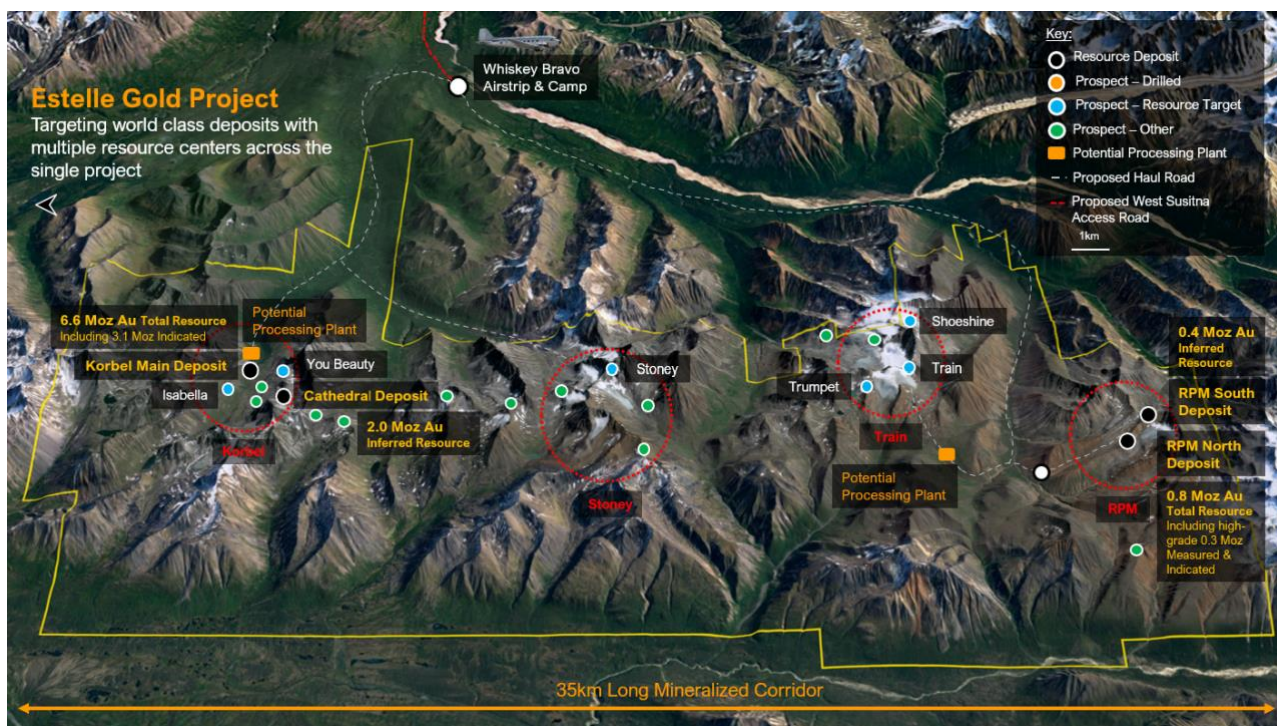 Estelle Gold Project
Targeting world class deposits with
multiple resource centers across the
single project
Whiskey Bravo
Airstrip & Camp
Key:
Resource Deposit
Prospect – Drilled
Prospect – Resource Target
Prospect – Other
Potential Processing Plant
Proposed Haul Road
Proposed West Susitna
Access Road
1km
6.6 Moz Au Total Resource
Including 3.1 Moz Indicated
Potential
Processing Plant
Korbel Main Deposit
You Beauty
Isabella
Cathedral Deposit
2.0 Moz Au
Inferred Resource
Korbel
Stoney
Stoney
Shoeshine
Train
Trumpet
Train
Potential
Processing Plant
0.4 Moz Au
Inferred
Resource
RPM South
Deposit
RPM North
Deposit
0.8 Moz Au
Total Resource
Including high-
grade 0.3 Moz
Measured &
Indicated
RPM
35km Long Mineralized Corridor